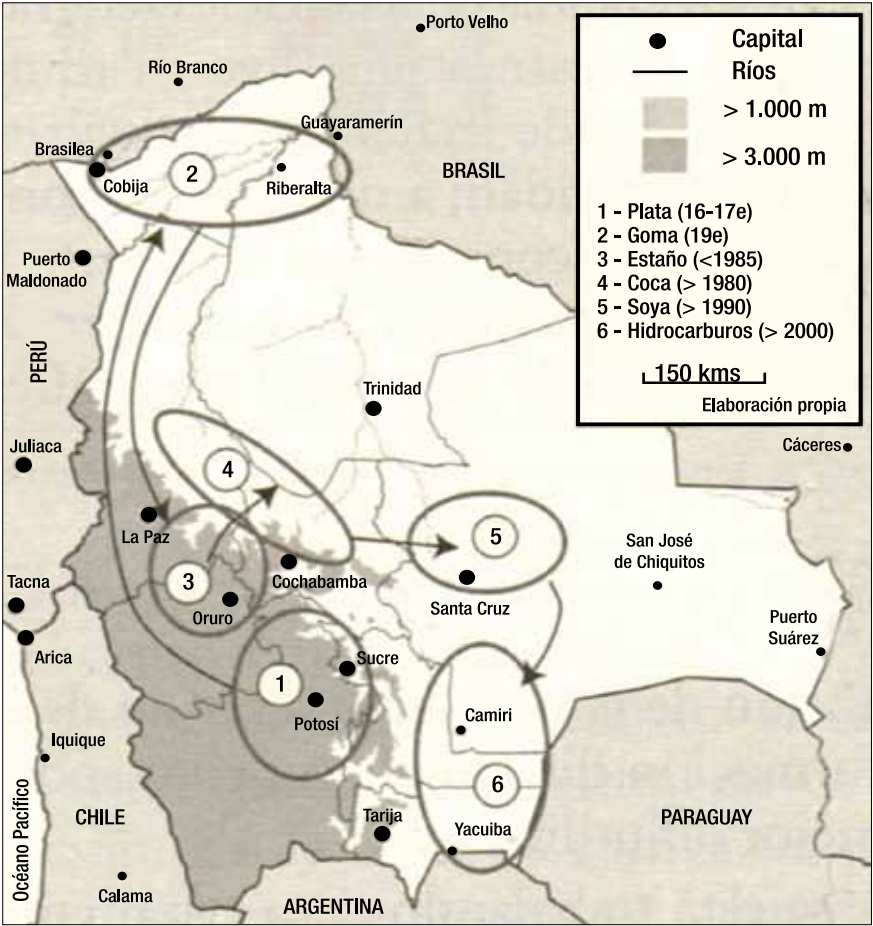 Porto Velho
Río Branco
Guayaramerín
Brasilea
Cobija
2
Riberalta
BRASIL
Puerto
Maldonado
PERÚ
Trinidad
Juliaca
4
La Paz
5
3
Cochabamba
Oruro
Santa Cruz
San José
de Chiquitos
Cáceres
Tacna
Arica
Puerto
Suárez
1
Sucre
Potosí
Camiri
Iquique
6
Océano Pacífico
CHILE
Tarija
Yacuiba
PARAGUAY
Calama
ARGENTINA
Capital
Ríos
> 1.000 m
> 3.000 m
1 - Plata (16-17e)
2 - Goma (19e)
3 - Estaño (<1985)
4 - Coca (> 1980)
5 - Soya (> 1990)
6 - Hidrocarburos (> 2000)
150 kms
Elaboración propia